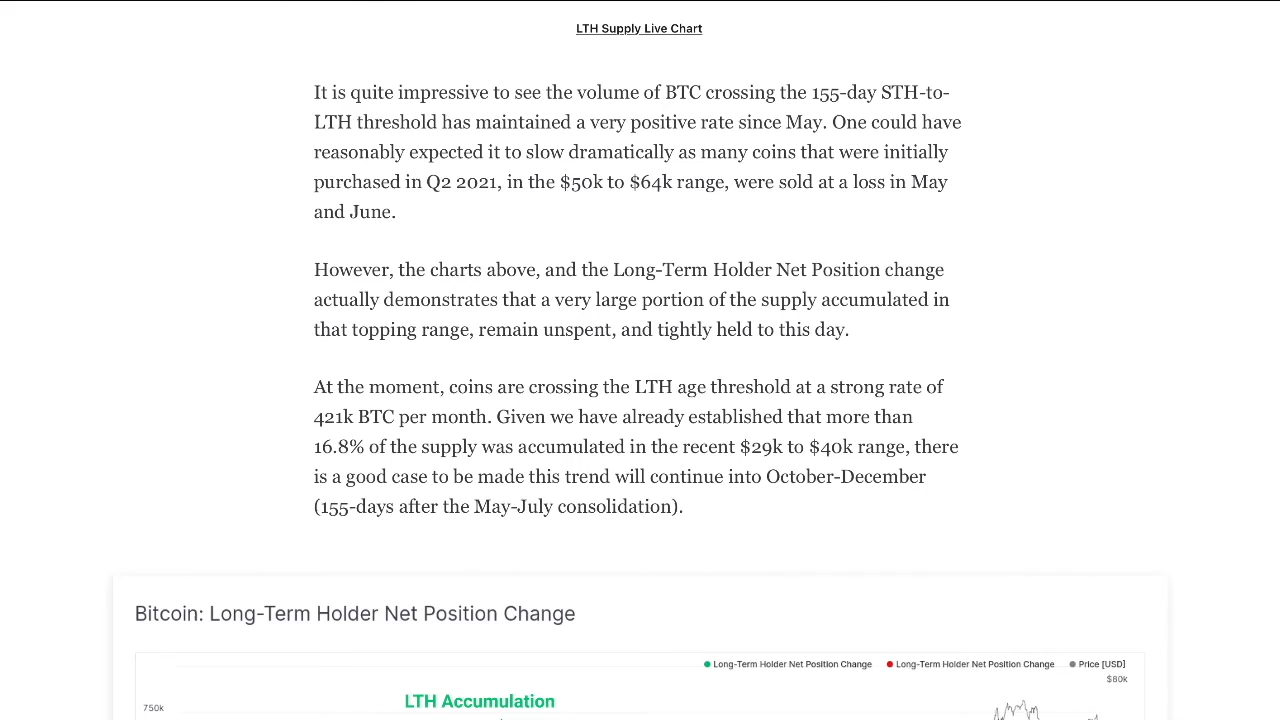 LTH Supply Live Chart
It is quite impressive to see the volume of BTC crossing the 155-day STH-to-
LTH threshold has maintained a very positive rate since May. One could have
reasonably expected it to slow dramatically as many coins that were initially
purchased in Q2 2021, in the $50k to $64k range, were sold at a loss in May
and June.
However, the charts above, and the Long-Term Holder Net Position change
actually demonstrates that a very large portion of the supply accumulated in
that topping range, remain unspent, and tightly held to this day.
At the moment, coins are crossing the LTH age threshold at a strong rate of
421k BTC per month. Given we have already established that more than
16.8% of the supply was accumulated in the recent $29k to $40k range, there
is a good case to be made this trend will continue into October-December
(155-days after the May-July consolidation).
Bitcoin: Long-Term Holder Net Position Change
Long-Term Holder Net Position Change Long-Term Holder Net Position Change Price [USD]
$80k
LTH Accumulation
750k